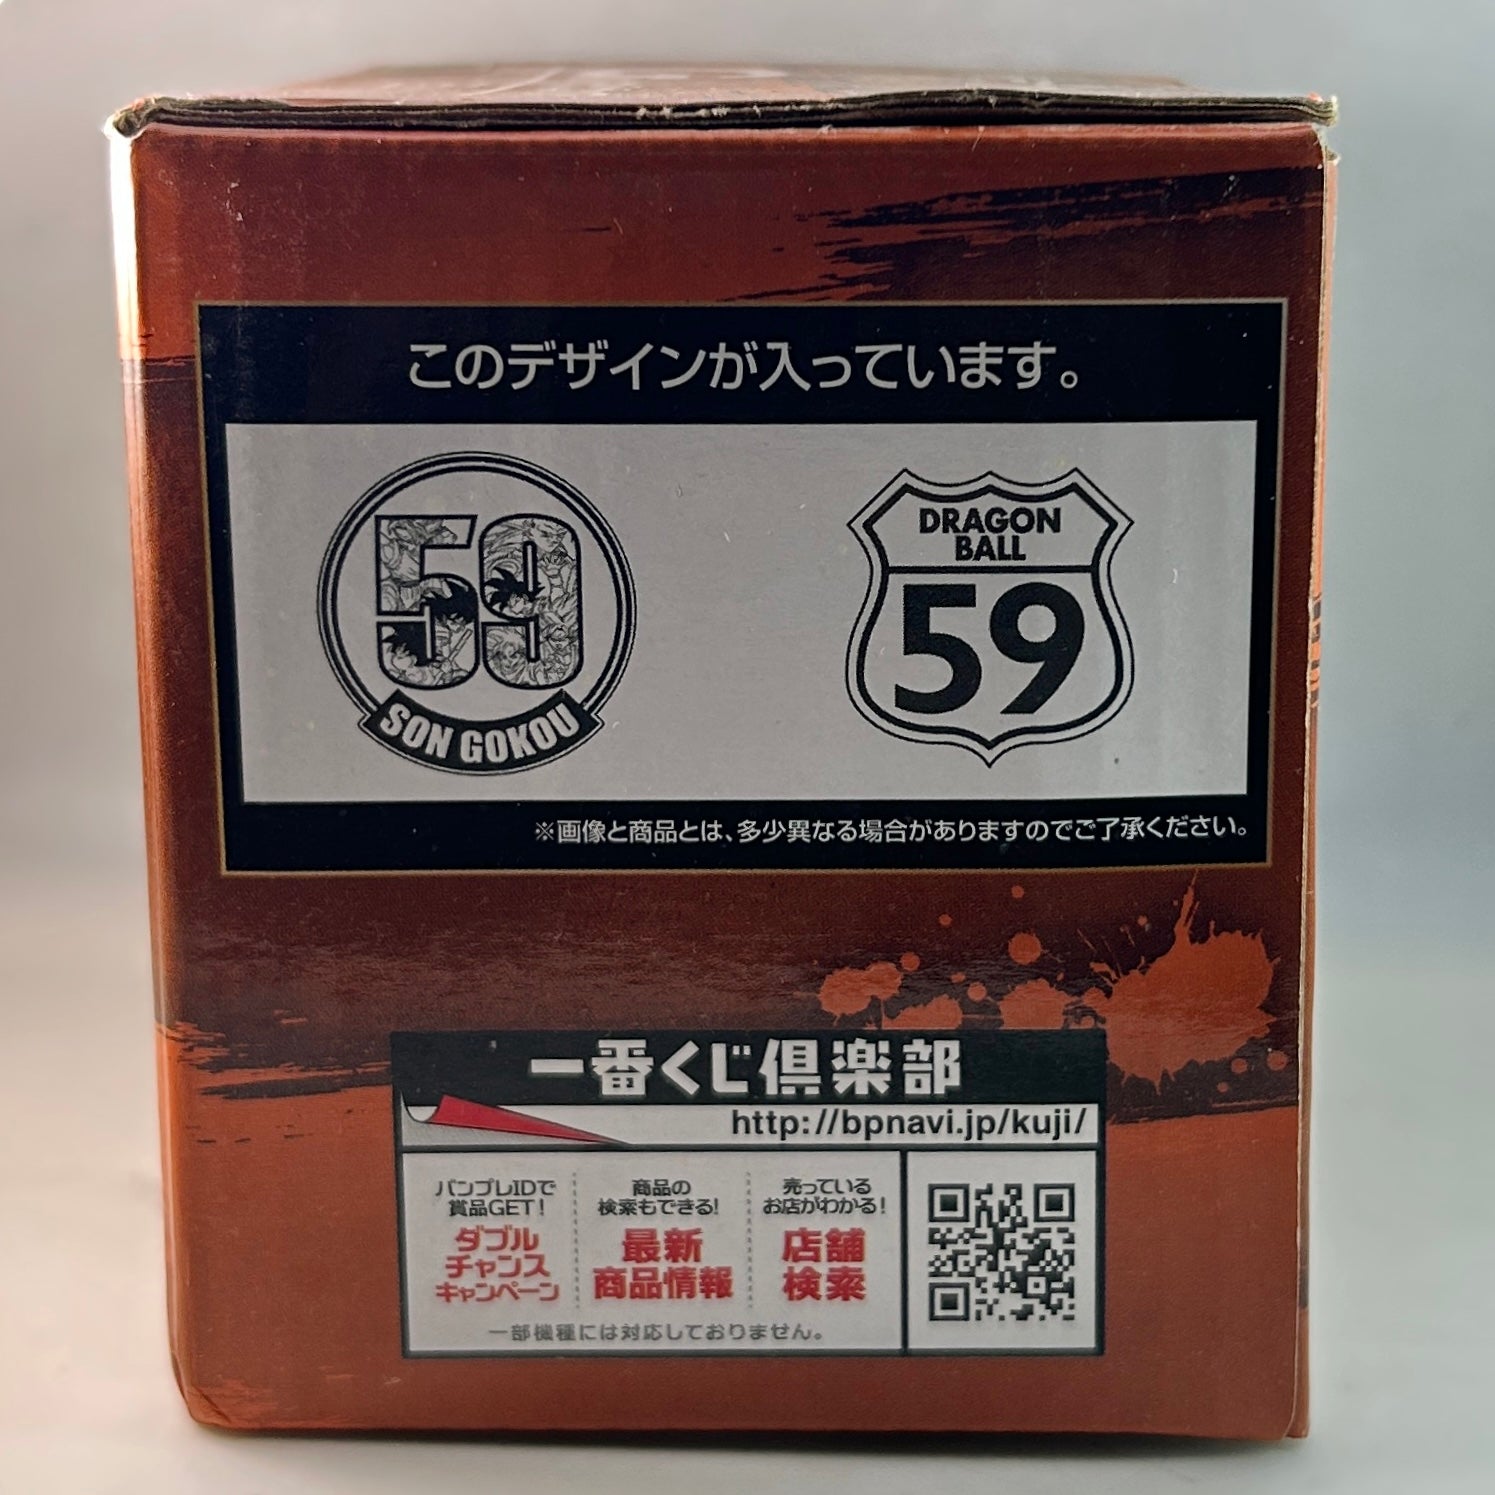 このデザインが入っています。
59
SON GOKOU
DRAGON
BALL
59
※画像と商品とは、多少異なる場合がありますのでご了承ください。
一番くじ倶楽部
http://bpnavi.jp/kuji/
バンプレIDで
賞品GET!
ダブル
チャンス
キャンペーン
商品の
検索もできる!
最新
商品情報
売っている
お店がわかる!
店舗
検索
一部機種には対応しておりません。